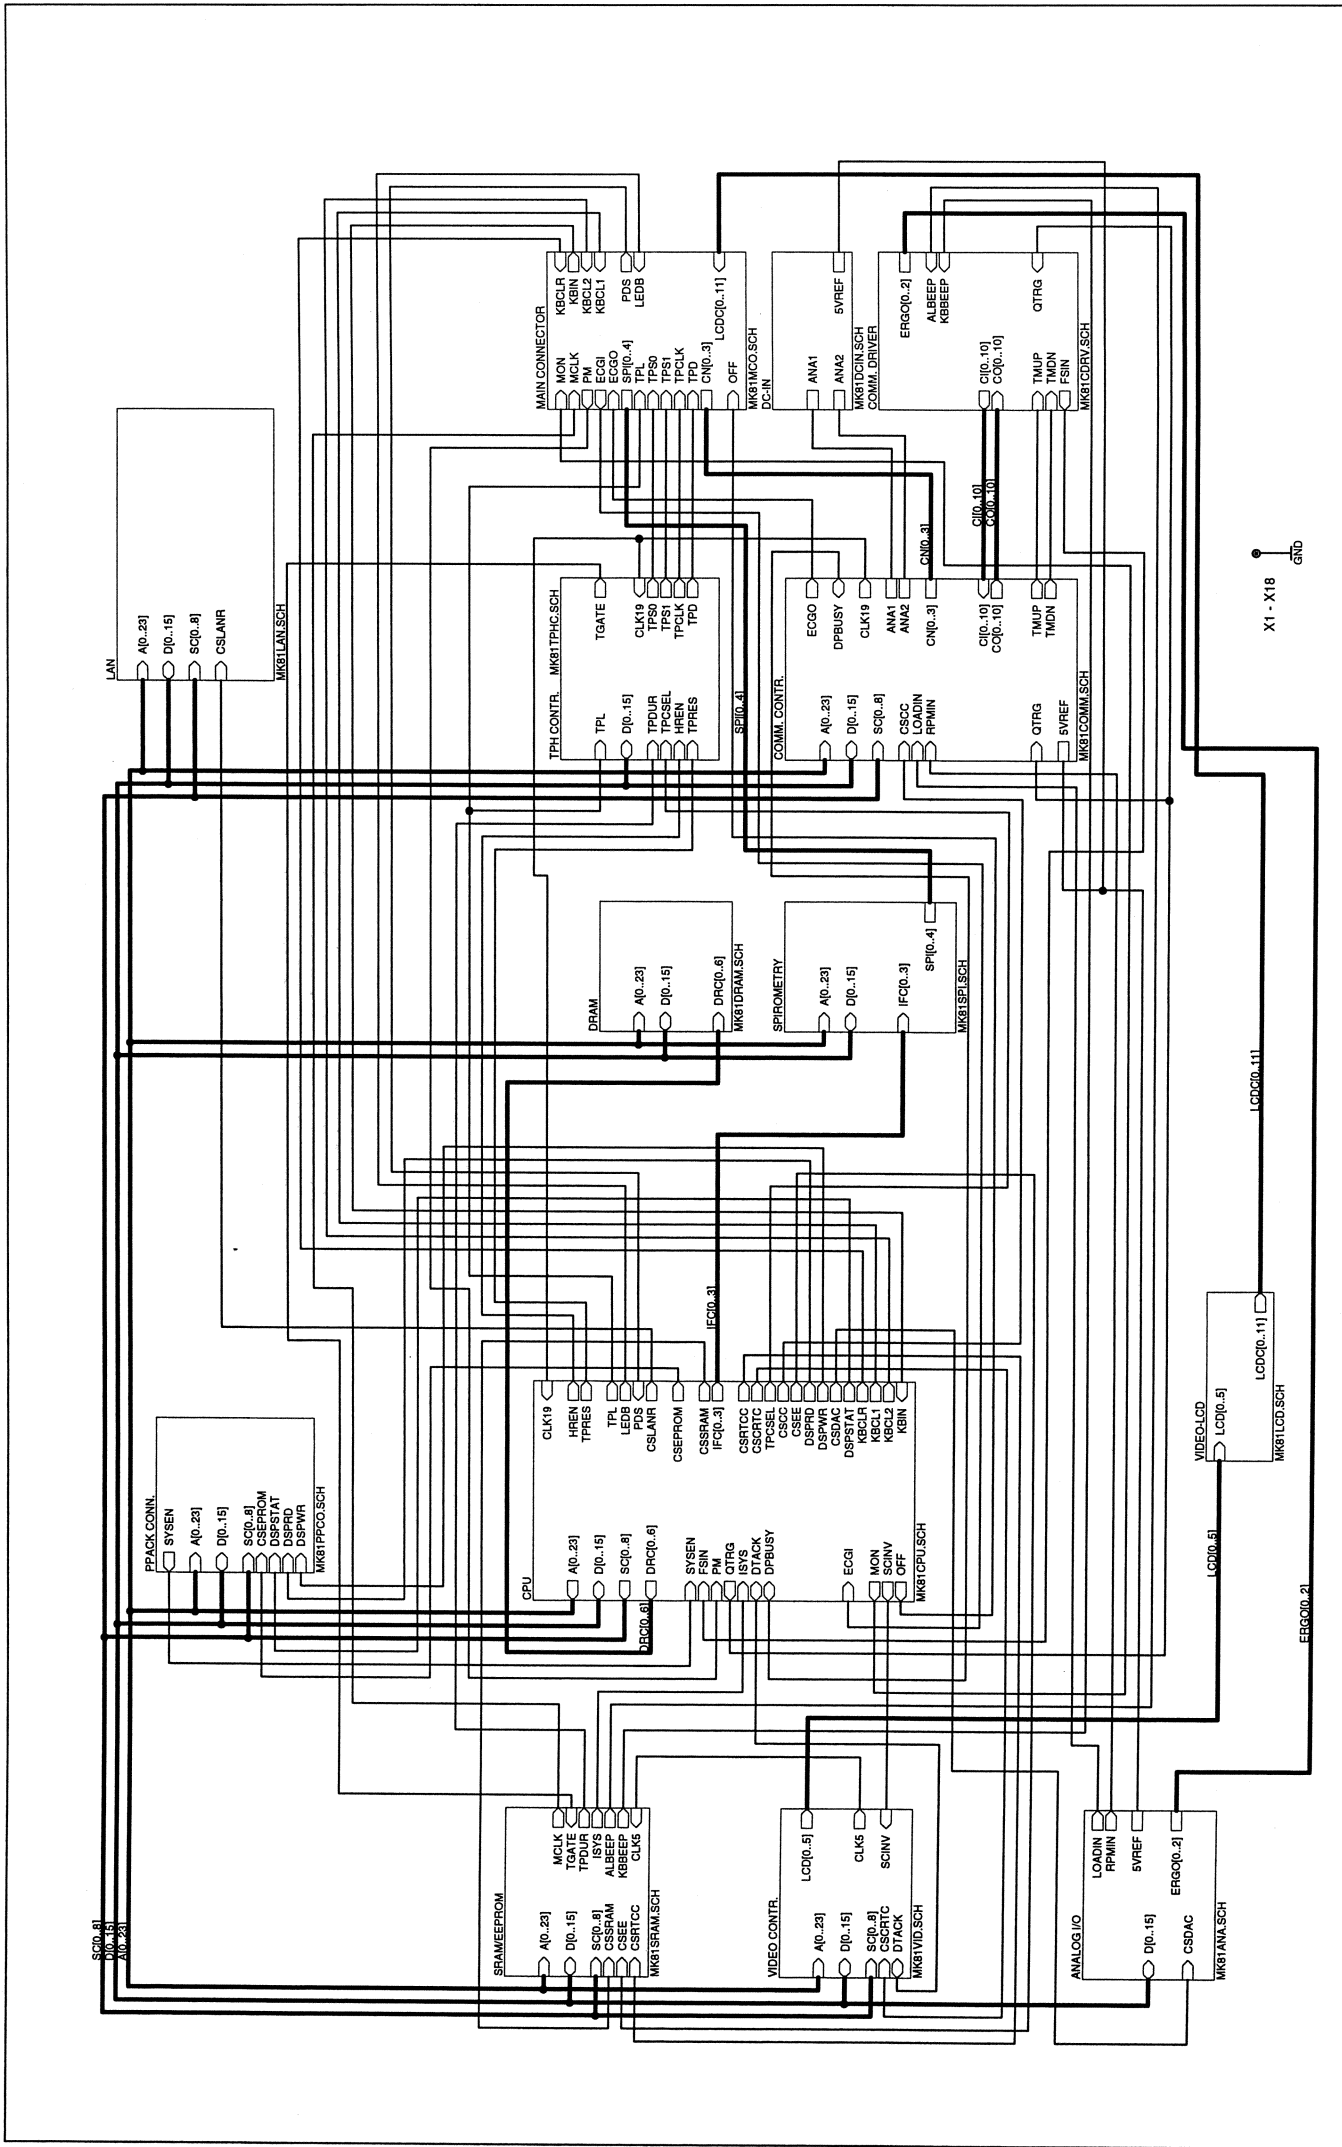 SC[0..8]
D[0..15]
A[0..23]
SRAM/EEPROM
A[0..23]
D[0..15]
SC[0..8]
CSSRAM
CSEE
CSRTCC
MCLK
TGATE
TPDUR
ISYS
ALBEEP
KBBEEP
CLK5
MK81SRAM.SCH
VIDEO CONTR.
A[0..23]
D[0..15]
SC[0..8]
CSCRTC
DTACK
LCD[0..5]
CLK5
SCINV
MK81VID.SCH
ANALOG I/O
D[0..15]
CSDAC
LOADIN
RPMIN
5VREF
ERGO[0..2]
MK81ANA.SCH
PPACK CONN.
SYSEN
A[0..23]
D[0..15]
SC[0..8]
CSEPROM
DSPSTAT
DSPRD
DSPWR
MK81PPCO.SCH
CPU
A[0..23]
D[0..15]
SC[0..8]
DRC[0..6]
DRC[0..6]
SYSEN
FSIN
PM
QTRG
ISYS
DTACK
DPBUSY
ECGI
MON
SCINV
OFF
CLK19
HREN
TPRES
TPL
LEDB
PDS
CSLANR
CSEPROM
CSSRAM
IFC[0..3]
IFC[0..3]
CSRTCC
CSCRTC
TPCSEL
CSCC
CSEE
DSPRD
DSPWR
CSDAC
DSPSTAT
KBCLR
KBCL1
KBCL2
KBIN
MK81CPU.SCH
VIDEO-LCD
LCD[0..5]
LCD[0..5]
LCDC[0..11]
LCDC[0..11]
MK81LCD.SCH
ERGO[0..2]
DRAM
A[0..23]
D[0..15]
DRC[0..6]
MK81DRAM.SCH
SPIROMETRY
A[0..23]
D[0..15]
IFC[0..3]
SPI[0..4]
MK81SPI.SCH
LAN
A[0..23]
D[0..15]
SC[0..8]
CSLANR
MK81LAN.SCH
TPH CONTR.
MK81TPHC.SCH
TPL
D[0..15]
TPDUR
TPCSEL
HREN
TPRES
TGATE
CLK19
TPS0
TPS1
TPCLK
TPD
SPI[0..4]
COMM. CONTR.
A[0..23]
D[0..15]
SC[0..8]
CSCC
LOADIN
RPMIN
QTRG
5VREF
ECGO
DPBUSY
CLK19
ANA1
ANA2
CN[0..3]
CN[0..3]
CI[0..10]
CO[0..10]
TMUP
TMDN
MK81COMM.SCH
CI[0..10]
CO[0..10]
MAIN CONNECTOR
MON
MCLK
PM
ECGI
ECGO
SPI[0..4]
TPL
TPS0
TPS1
TPCLK
TPD
CN[0..3]
OFF
KBCLR
KBIN
KBCL2
KBCL1
PDS
LEDB
LCDC[0..11]
MK81MCO.SCH
DC-IN
ANA1
ANA2
5VREF
MK81DCIN.SCH
COMM. DRIVER
CI[0..10]
CO[0..10]
TMUP
TMDN
FSIN
ERGO[0..2]
ALBEEP
KBBEEP
QTRG
MK81CDRV.SCH
X1 - X18
GND